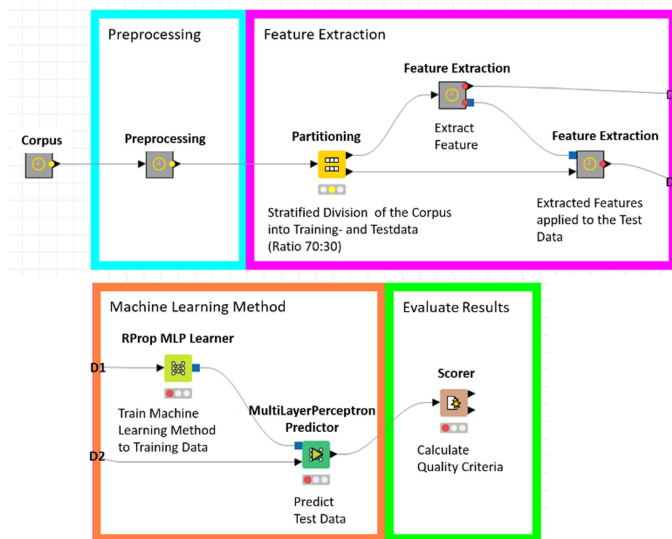 Preprocessing
Feature Extraction
Feature Extraction
Corpus
Preprocessing
Partitioning
Extract
Feature
Feature Extraction
Stratified Division of the Corpus
into Training- and Testdata
(Ratio 70:30)
Extracted Features
applied to the Test
Data
Machine Learning Method
Evaluate Results
RProp MLP Learner
D1
Train Machine
Learning Method
to Training Data
MultiLayerPerceptron
Predictor
Scorer
Calculate
Quality Criteria
D2
Predict
Test Data